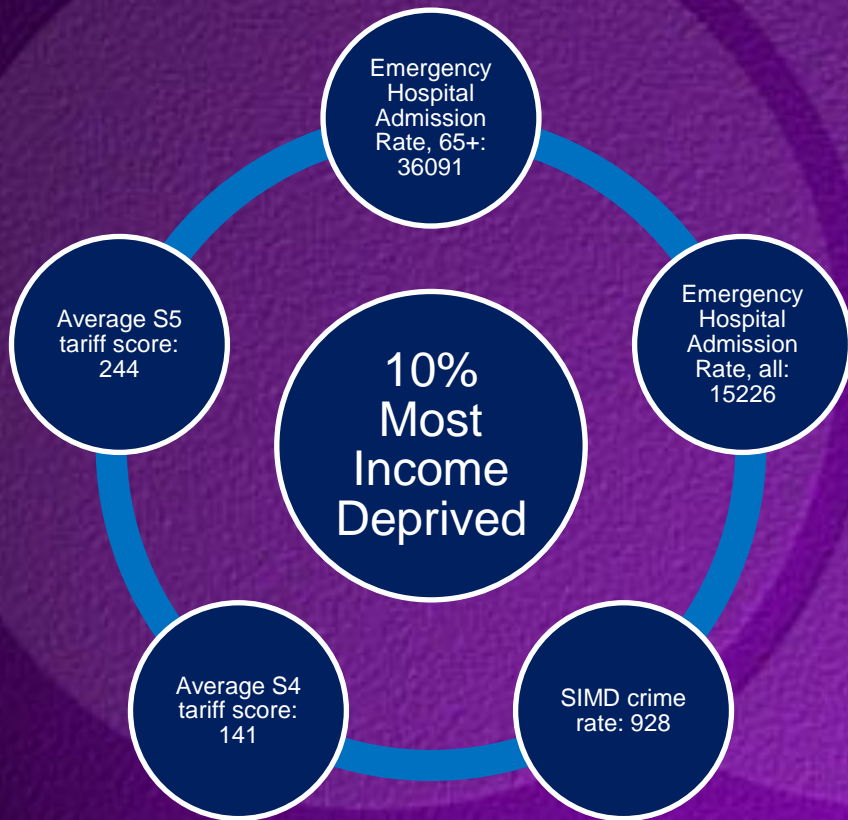 Emergency
Hospital
Admission
Rate, 65+:
36091
Emergency
Hospital
Admission
Rate, all:
15226
SIMD crime
rate: 928
Average S4
tariff score:
141
Average S5
tariff score:
244
10%
Most
Income
Deprived